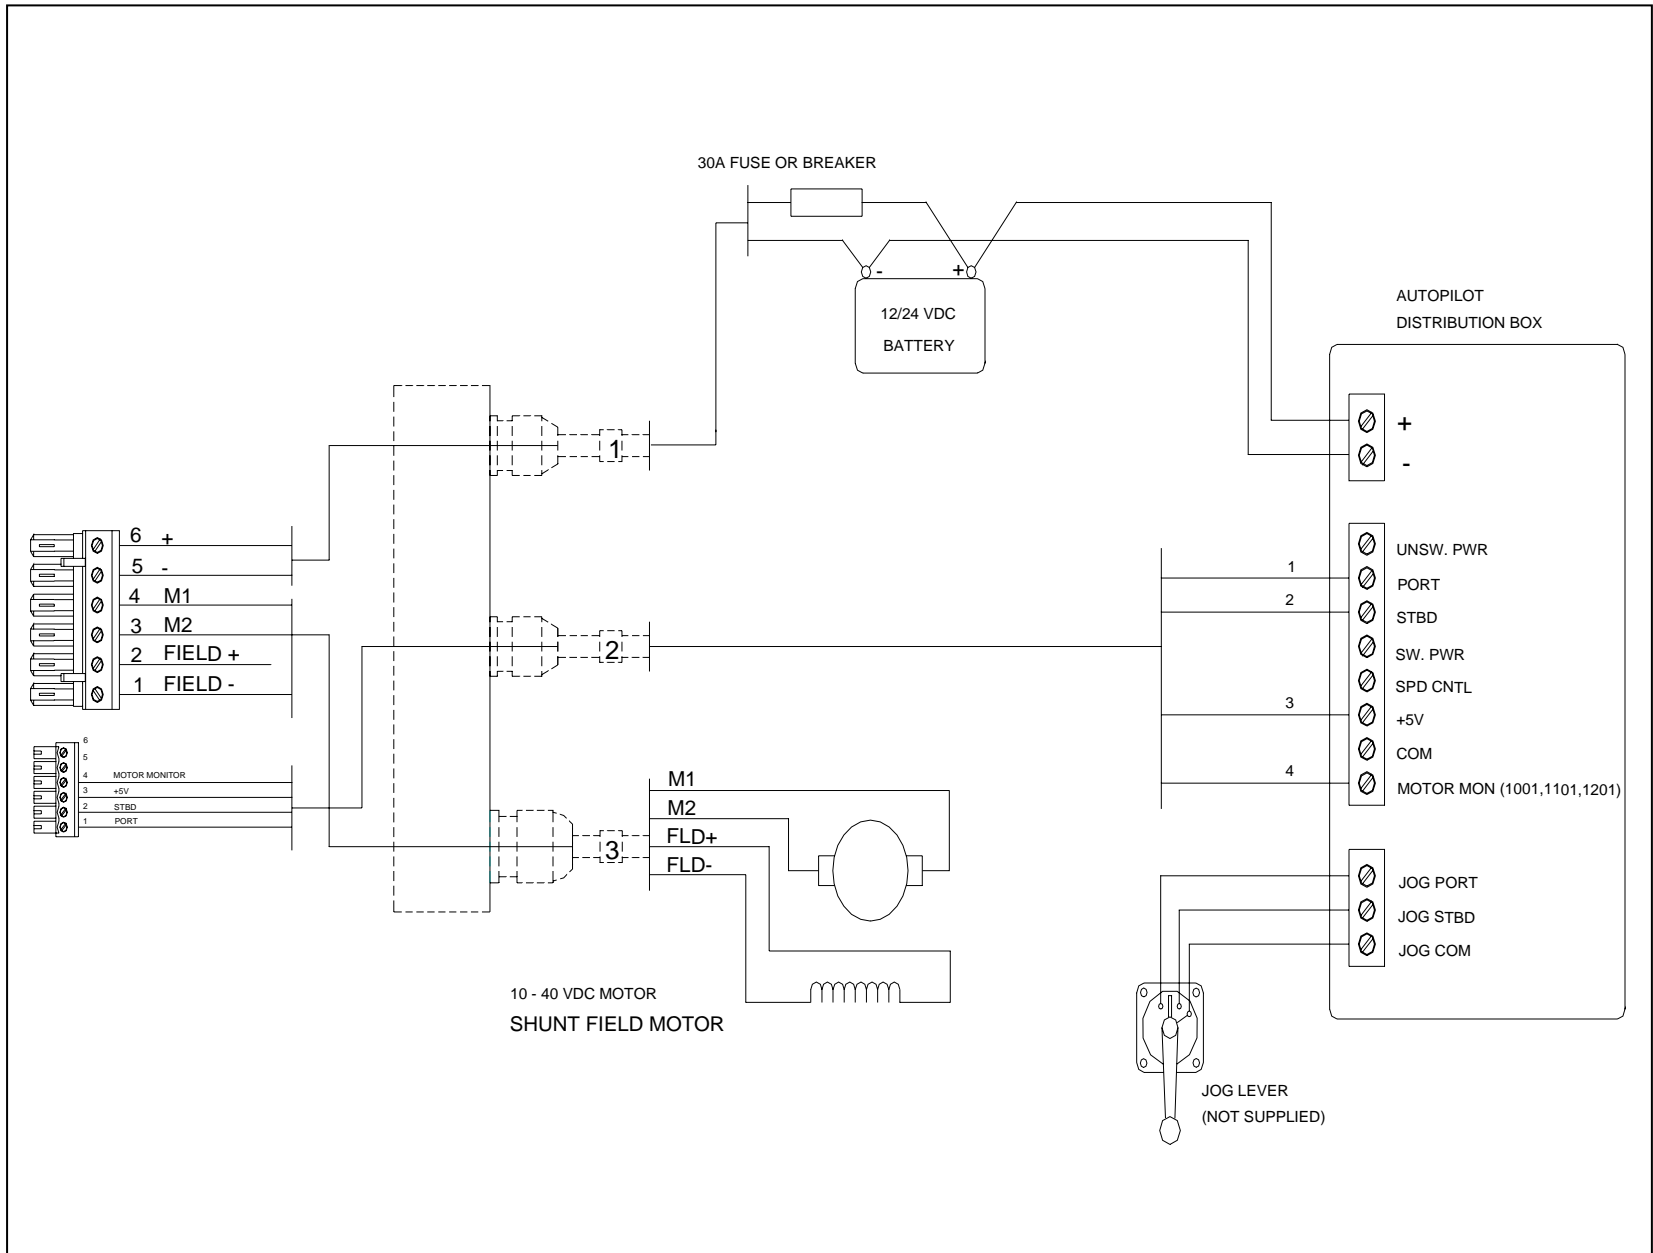 30A FUSE OR BREAKER
- +
12/24 VDC
BATTERY
AUTOPILOT
DISTRIBUTION BOX
+
-
1
6 +
5 -
4 M1
3 M2
2 FIELD +
1 FIELD -
6
5
4 MOTOR MONITOR
3 +5V
2 STBD
1 PORT
2
3
M1
M2
FLD+
FLD-
10 - 40 VDC MOTOR
SHUNT FIELD MOTOR
UNSW. PWR
1 PORT
2 STBD
SW. PWR
SPD CNTL
3 +5V
COM
4 MOTOR MON (1001,1101,1201)
JOG PORT
JOG STBD
JOG COM
JOG LEVER
(NOT SUPPLIED)